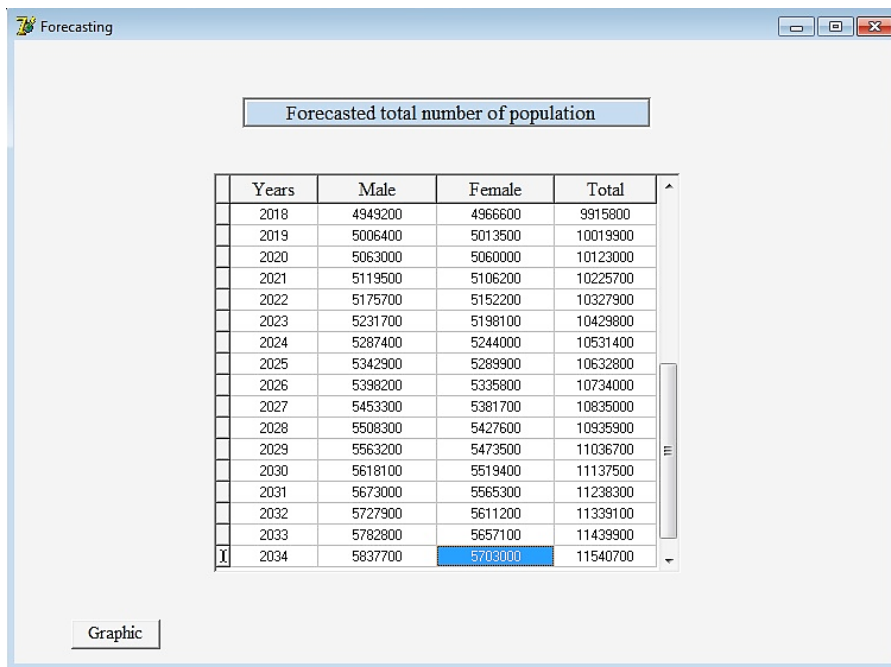 Forecasting
Forecasted total number of population
Years Male Female Total
2018 4949200 4966600 9915800
2019 5006400 5013500 10019900
2020 5063000 5060000 10123000
2021 5119500 5106200 10225700
2022 5175700 5152200 10327900
2023 5231700 5198100 10429800
2024 5287400 5244000 10531400
2025 5342900 5289900 10632800
2026 5398200 5335800 10734000
2027 5453300 5381700 10835000
2028 5508300 5427600 10935900
2029 5563200 5473500 11036700
2030 5618100 5519400 11137500
2031 5673000 5565300 11238300
2032 5727900 5611200 11339100
2033 5782800 5657100 11439900
2034 5837700 5703000 11540700
Graphic